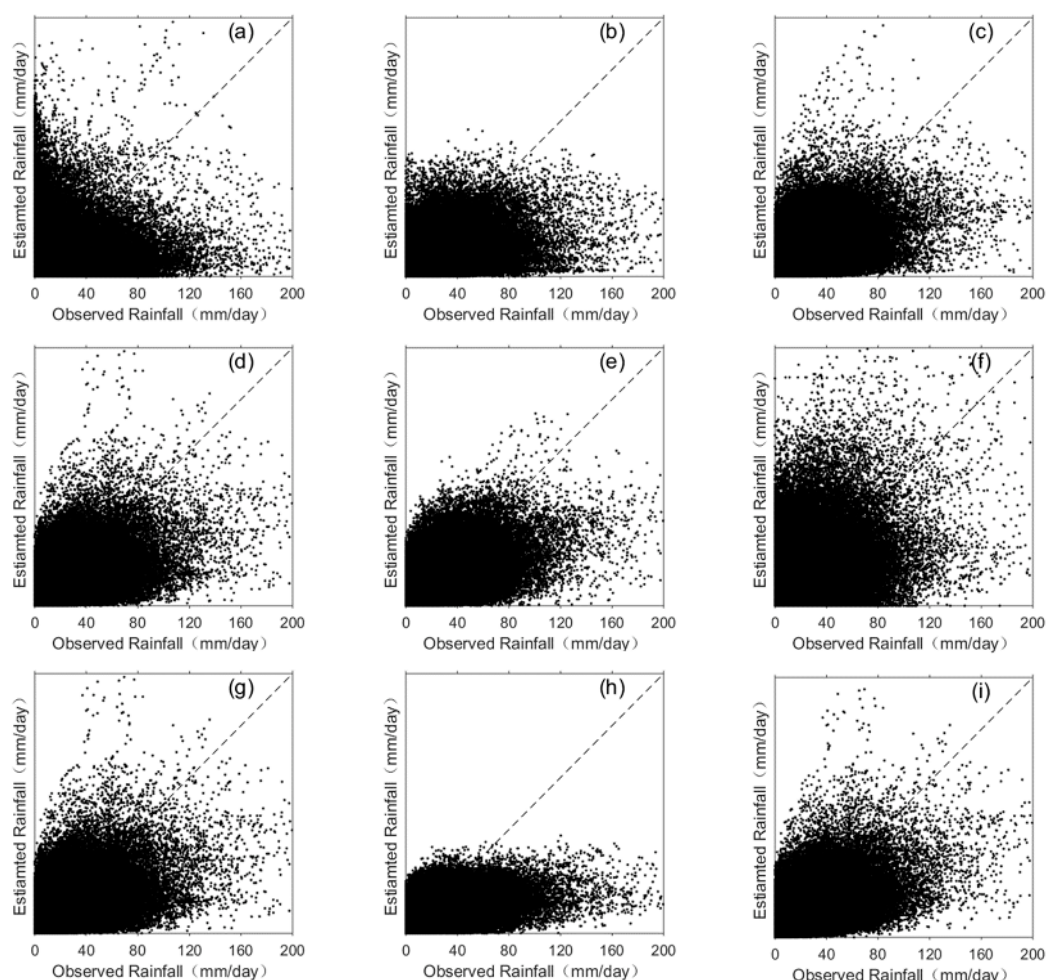 (a)
Estiamted Rainfall（mm/day）
0 40 80 120 160 200
Observed Rainfall（mm/day）
(b)
Estiamted Rainfall（mm/day）
0 40 80 120 160 200
Observed Rainfall（mm/day）
(c)
Estiamted Rainfall（mm/day）
0 40 80 120 160 200
Observed Rainfall（mm/day）
(d)
Estiamted Rainfall（mm/day）
0 40 80 120 160 200
Observed Rainfall（mm/day）
(e)
Estiamted Rainfall（mm/day）
0 40 80 120 160 200
Observed Rainfall（mm/day）
(f)
Estiamted Rainfall（mm/day）
0 40 80 120 160 200
Observed Rainfall（mm/day）
(g)
Estiamted Rainfall（mm/day）
0 40 80 120 160 200
Observed Rainfall（mm/day）
(h)
Estiamted Rainfall（mm/day）
0 40 80 120 160 200
Observed Rainfall（mm/day）
(i)
Estiamted Rainfall（mm/day）
0 40 80 120 160 200
Observed Rainfall（mm/day）